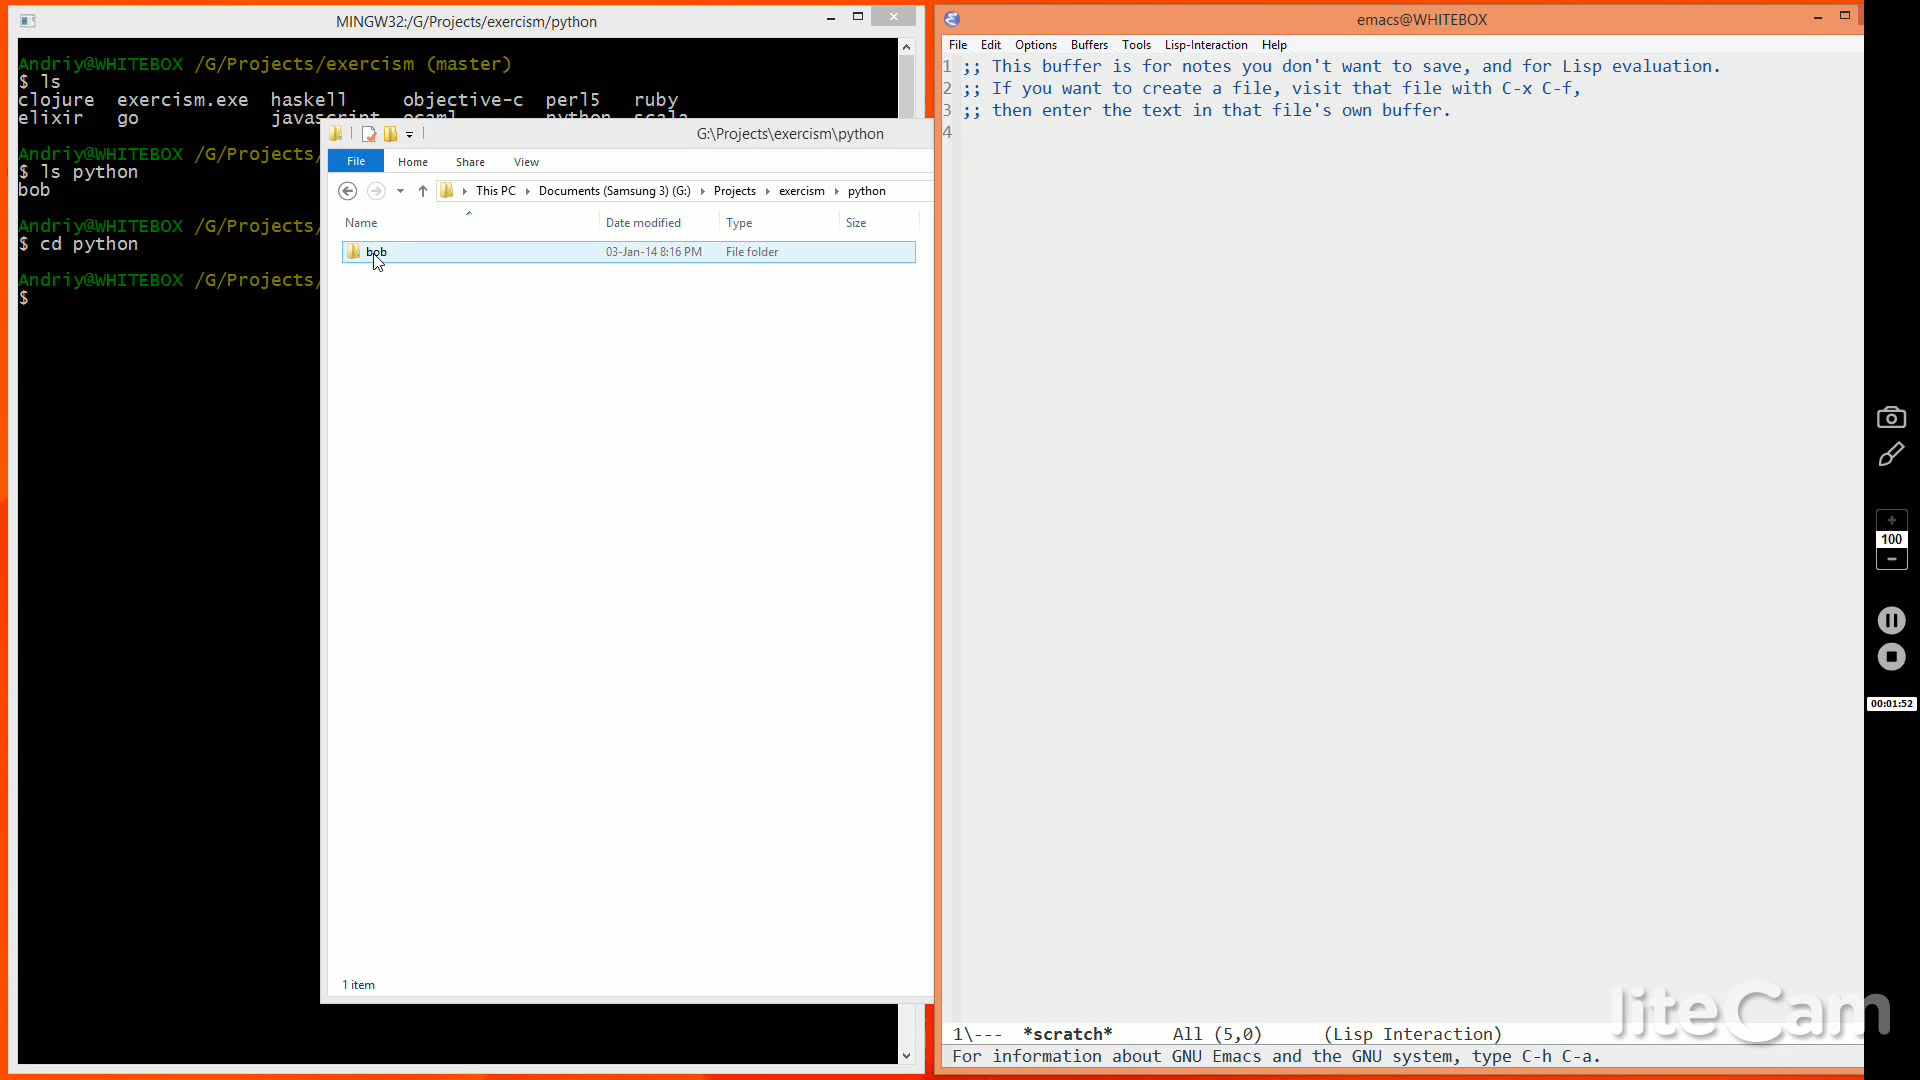 MINGW32:/G/Projects/exercism/python
Andriy@WHITEBOX /G/Projects/exercism (master)
$ ls
clojure exercism.exe haskell objective-c perl5 ruby
elixir go javascript ocaml python scala
Andriy@WHITEBOX /G/Projects/
$ ls python
bob
Andriy@WHITEBOX /G/Projects/
$ cd python
Andriy@WHITEBOX /G/Projects/
$
G:\Projects\exercism\python
File Home Share View
This PC Documents (Samsung 3) (G:) Projects exercism python
Name Date modified Type Size
bob 03-Jan-14 8:16 PM File folder
1 item
emacs@WHITEBOX
File Edit Options Buffers Tools Lisp-Interaction Help
1 ;; This buffer is for notes you don't want to save, and for Lisp evaluation.
2 ;; If you want to create a file, visit that file with C-x C-f,
3 ;; then enter the text in that file's own buffer.
4
1\--- *scratch* All (5,0) (Lisp Interaction)
For information about GNU Emacs and the GNU system, type C-h C-a.
100
00:01:52
liteCam